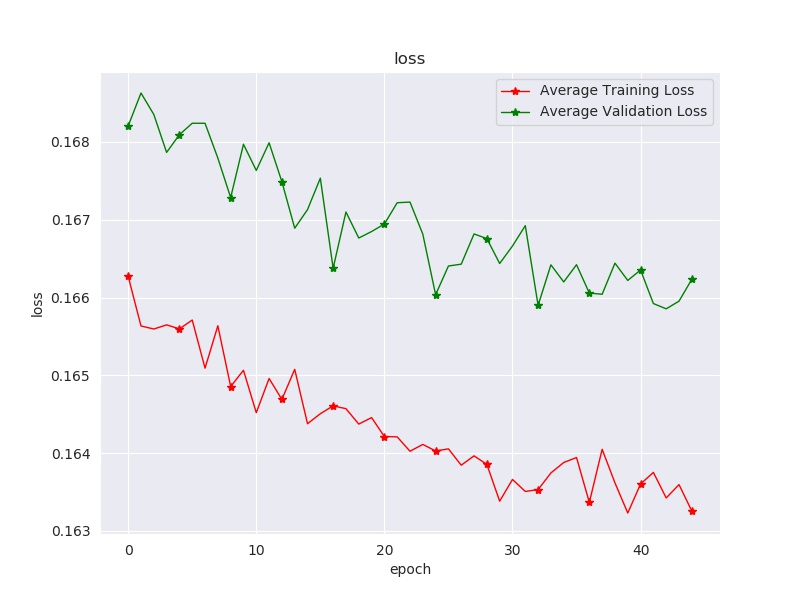 loss
Average Training Loss
Average Validation Loss
0.168
0.167
0.166
0.165
0.164
0.163
loss
0 10 20 30 40
epoch